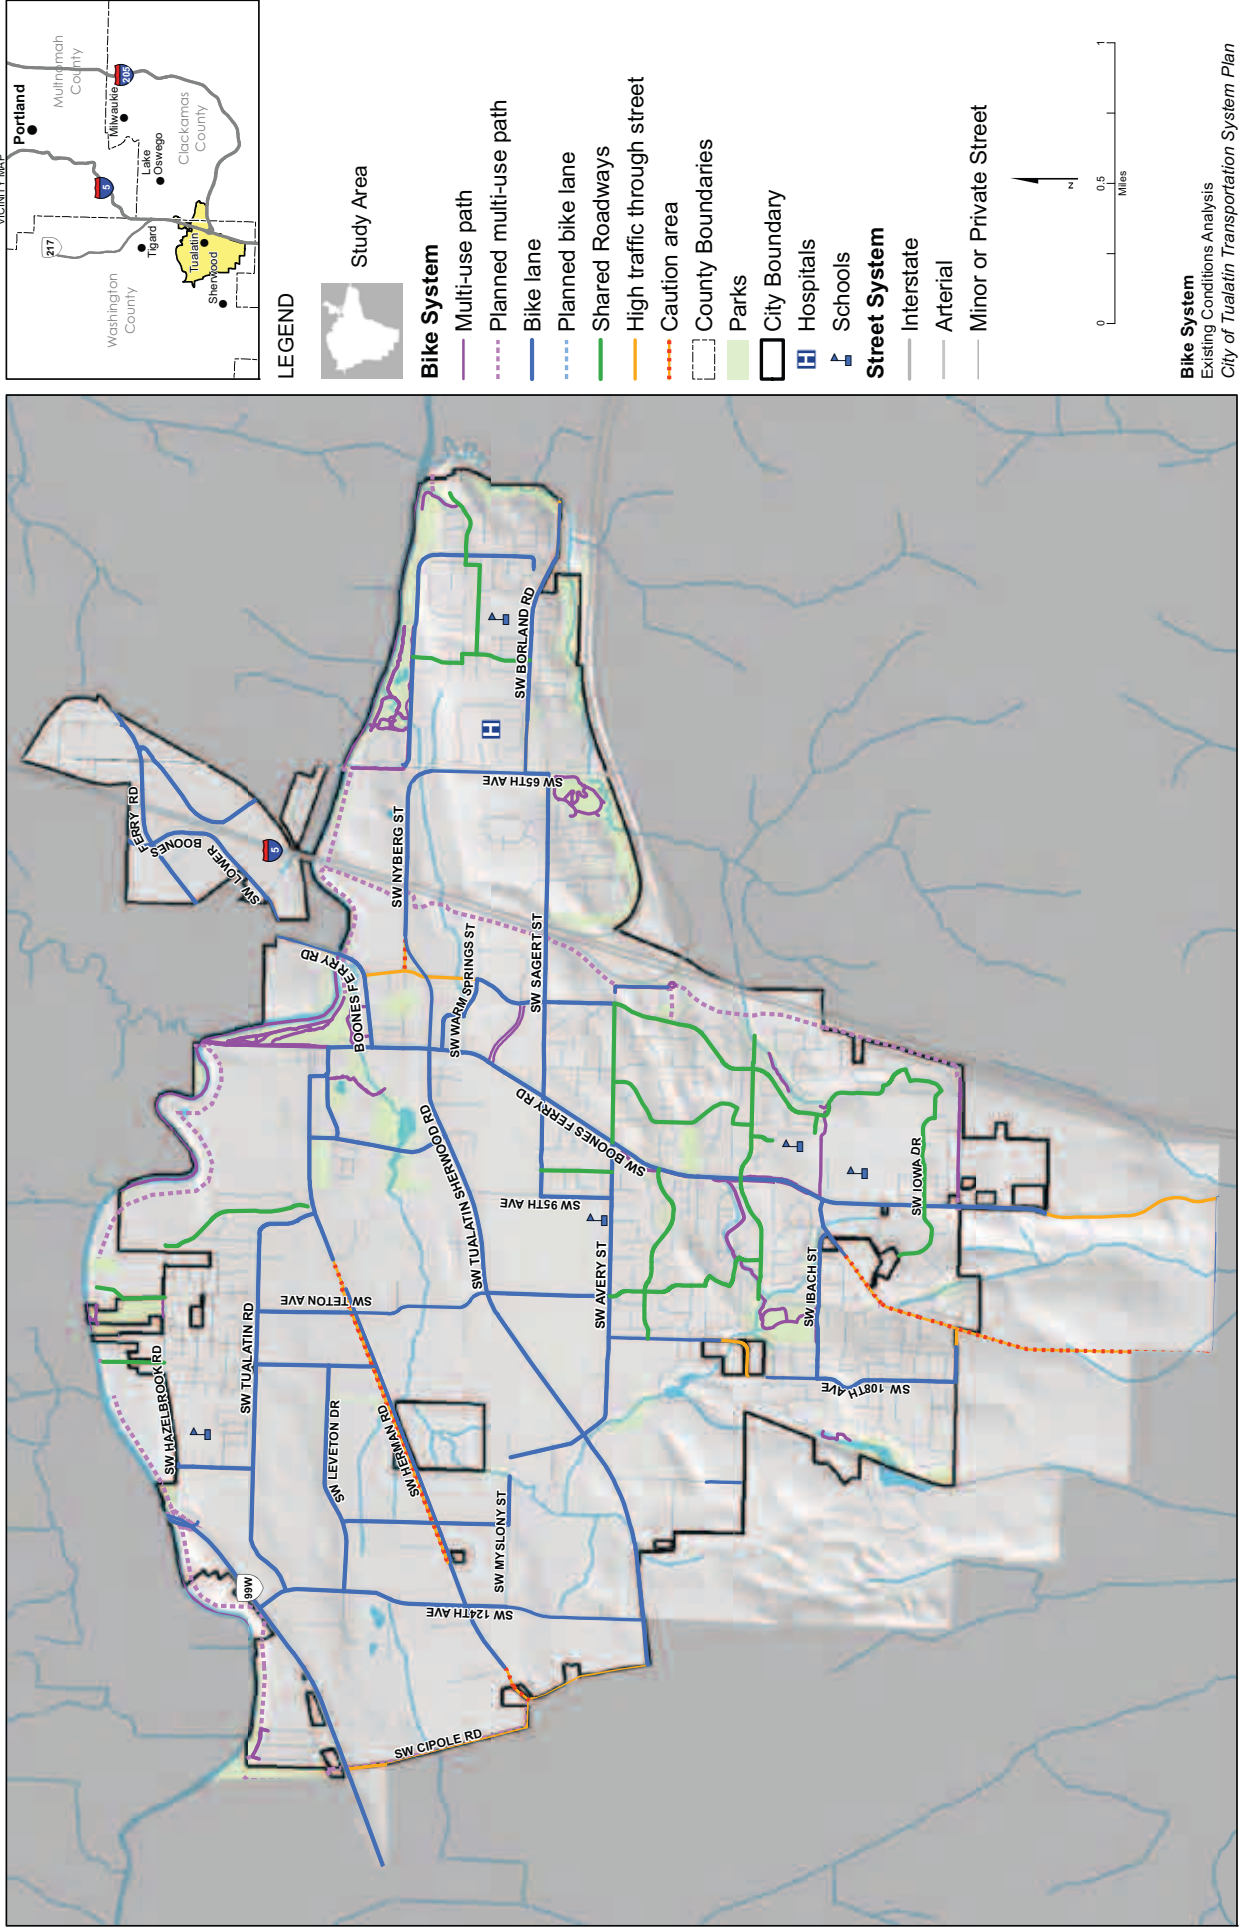 VICINITY MAP
Portland
Multnomah
County
Milwaukie
205
5
Lake
Oswego
Clackamas
County
217
Tigard
Tualatin
Sherwood
Washington
County
LEGEND
Study Area
Bike System
Multi-use path
Planned multi-use path
Bike lane
Planned bike lane
Shared Roadways
High traffic through street
Caution area
County Boundaries
Parks
City Boundary
H Hospitals
Schools
Street System
Interstate
Arterial
Minor or Private Street
N
0
0.5
1
Miles
Bike System
Existing Conditions Analysis
City of Tualatin Transportation System Plan
FERRY RD
SW LOWER BOONES
5
BOONES FERRY RD
SW NYBERG ST
SW 65TH AVE
SW BORLAND RD
H
SW WARM SPRINGS ST
SW SAGERT ST
SW BOONES FERRY RD
SW BOONES
SW TUALATIN SHERWOOD RD
SW 95TH AVE
SW AVERY ST
SW TETON AVE
SW TUALATIN RD
SW HAZELBROOK RD
SW LEVETON DR
SW HERMAN RD
SW MYSLONY ST
SW 124TH AVE
99W
SW CIPOLE RD
SW IBACH ST
SW 108TH AVE
SW IOWA DR